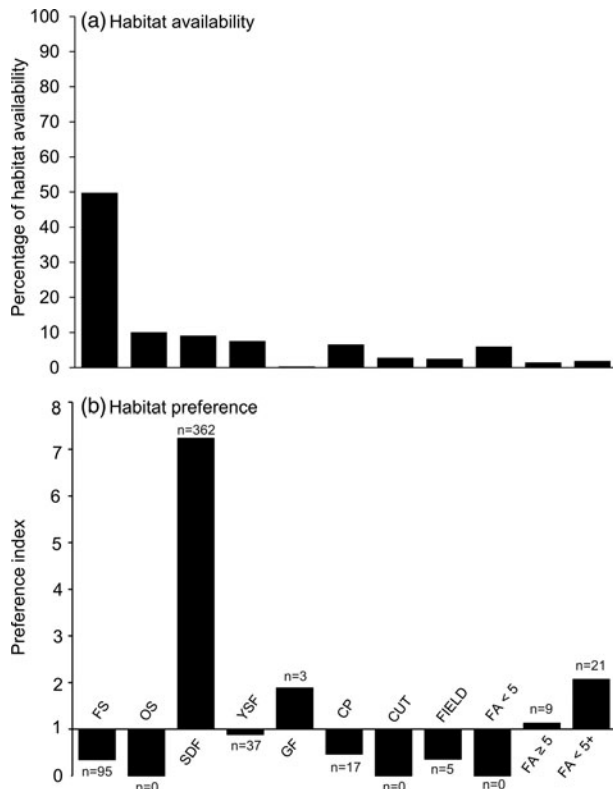 (a) Habitat availability
Percentage of habitat availability
100
90
80
70
60
50
40
30
20
10
0
(b) Habitat preference
Preference index
8
7
6
5
4
3
2
1
0
n=362
n=3
n=21
n=9
FS
OS
SDF
YSF
GF
CP
CUT
FIELD
FA < 5
FA ≥ 5
FA < 5+
n=95
n=0
n=37
n=17
n=0
n=5
n=0